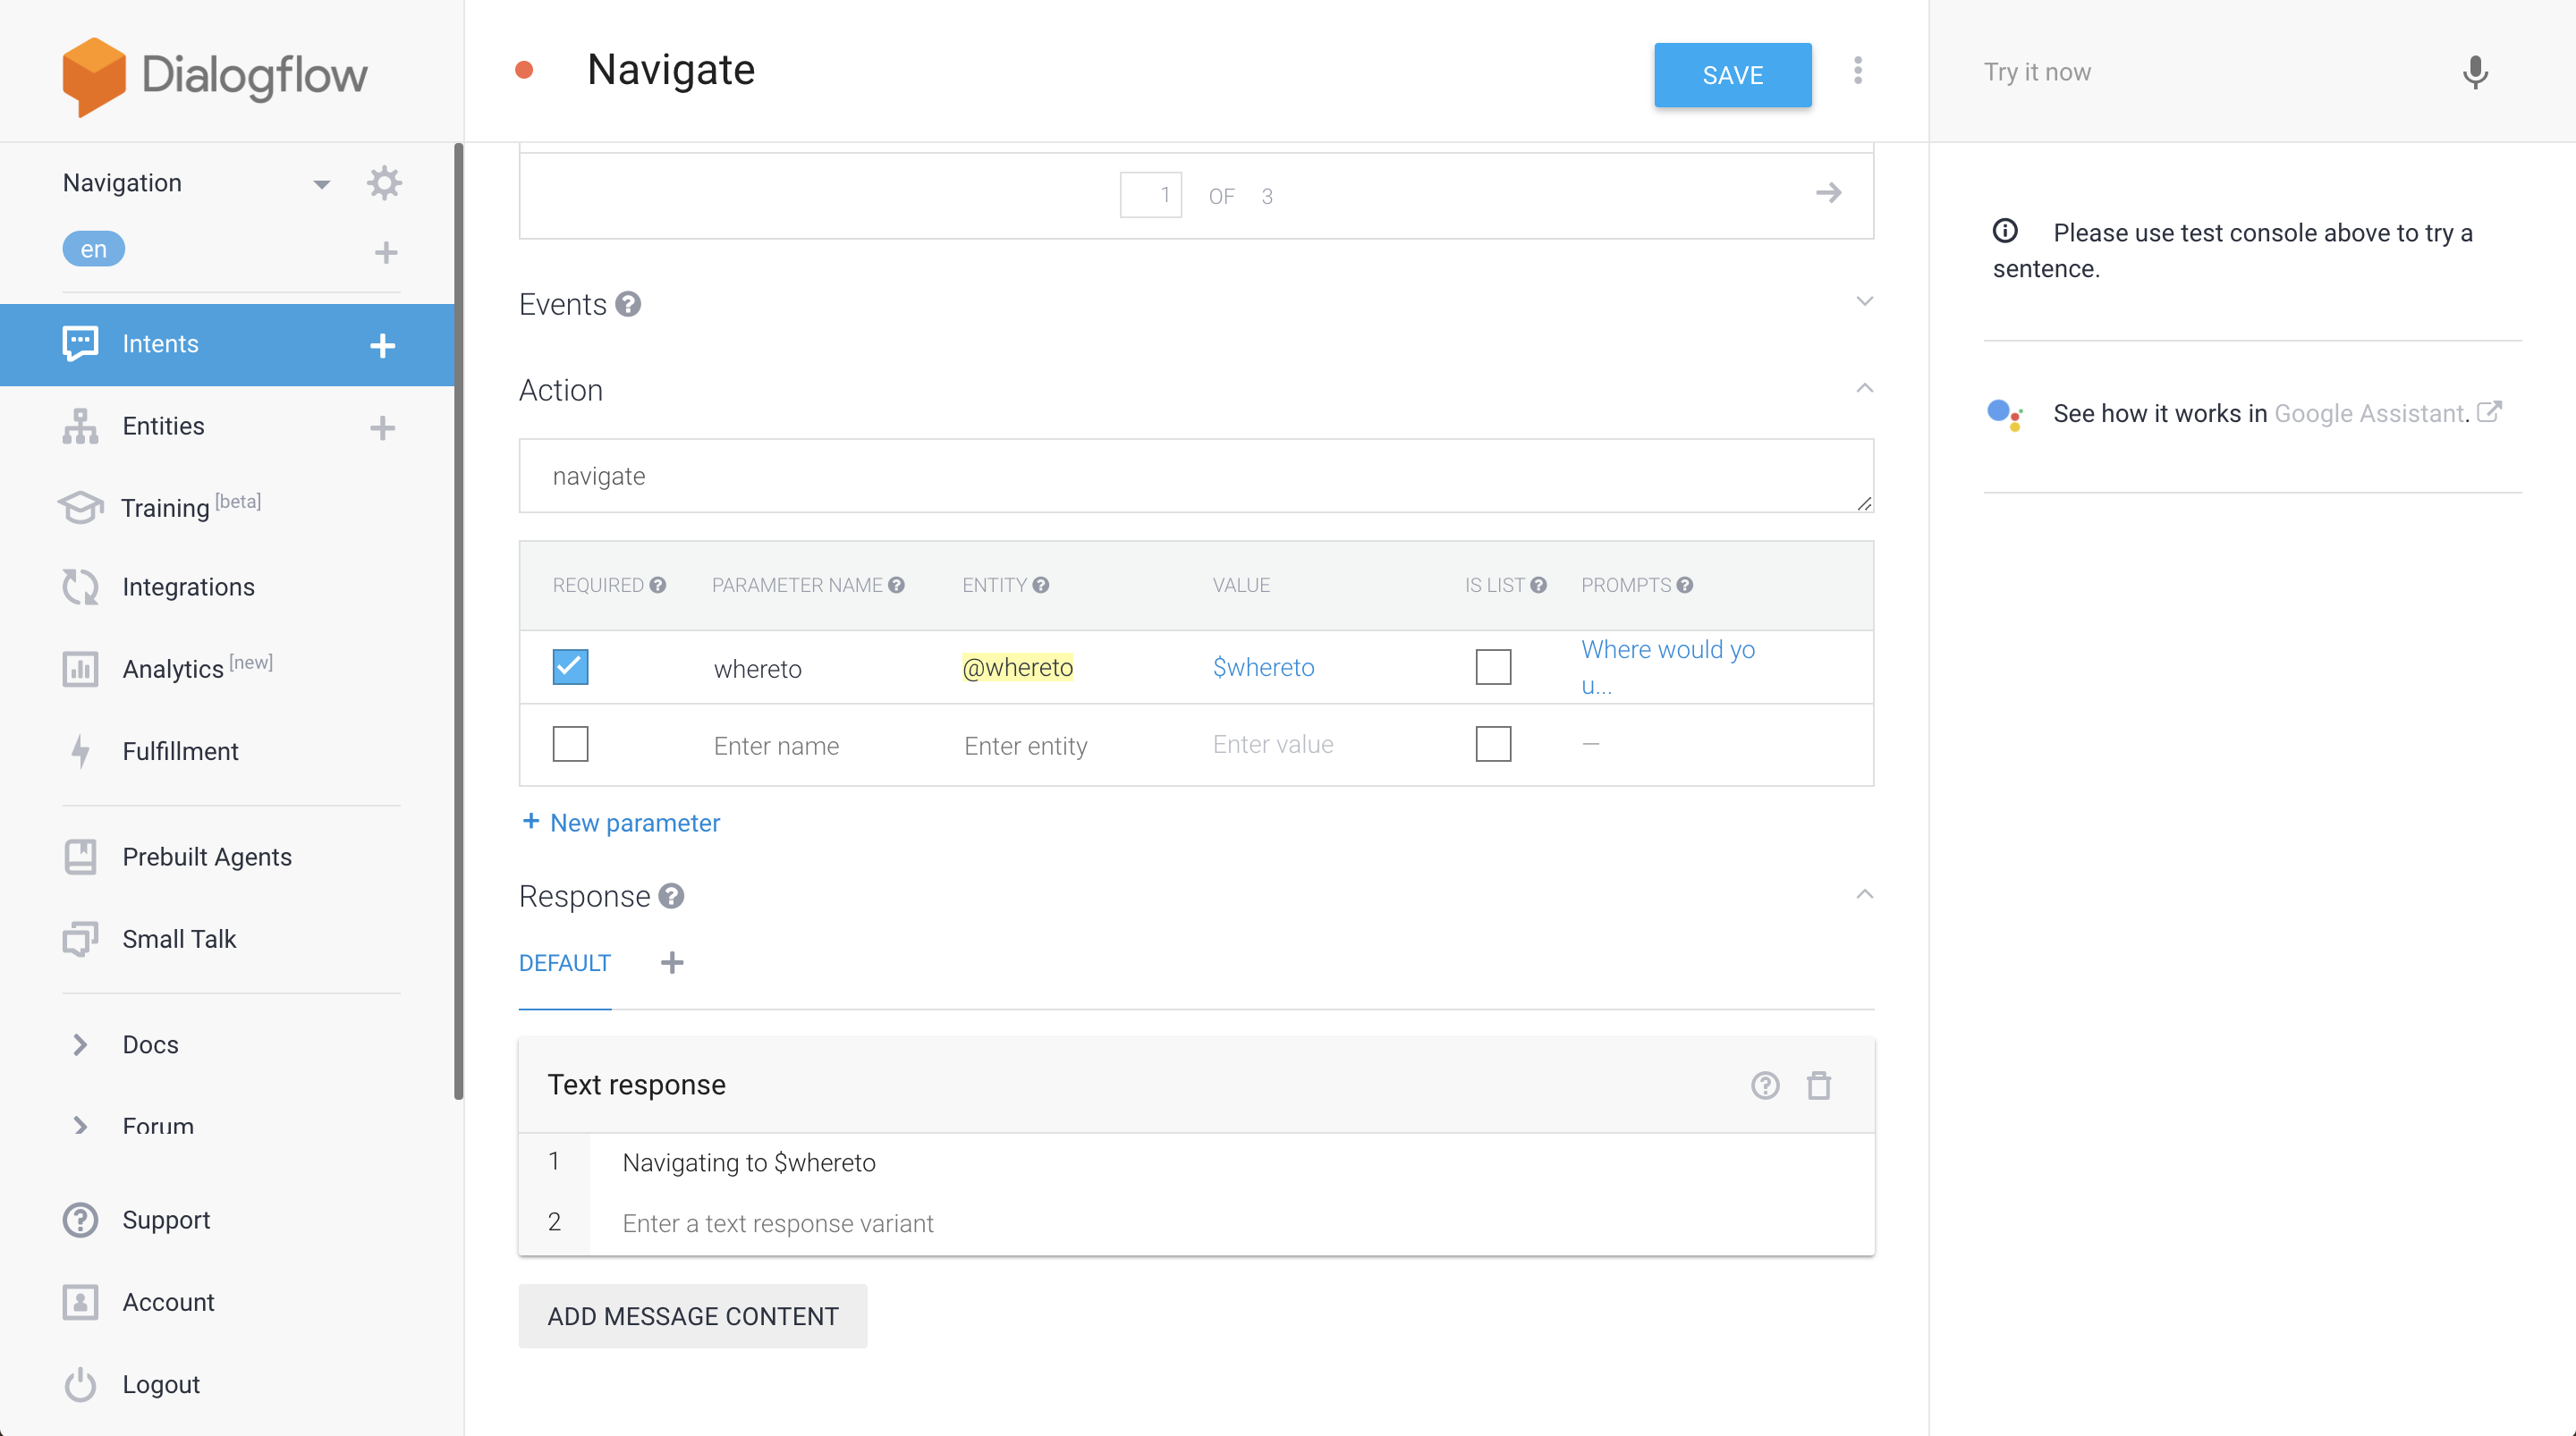 Dialogflow
Navigation
en
Intents
Entities
Training [beta]
Integrations
Analytics [new]
Fulfillment
Prebuilt Agents
Small Talk
Docs
Forum
Support
Account
Logout
Navigate
SAVE
1 OF 3
Events
Action
navigate
REQUIRED PARAMETER NAME ENTITY VALUE IS LIST PROMPTS
whereto @whereto $whereto Where would yo
u...
Enter name Enter entity Enter value —
+ New parameter
Response
DEFAULT
Text response
1 Navigating to $whereto
2 Enter a text response variant
ADD MESSAGE CONTENT
Try it now
Please use test console above to try a
sentence.
See how it works in Google Assistant.